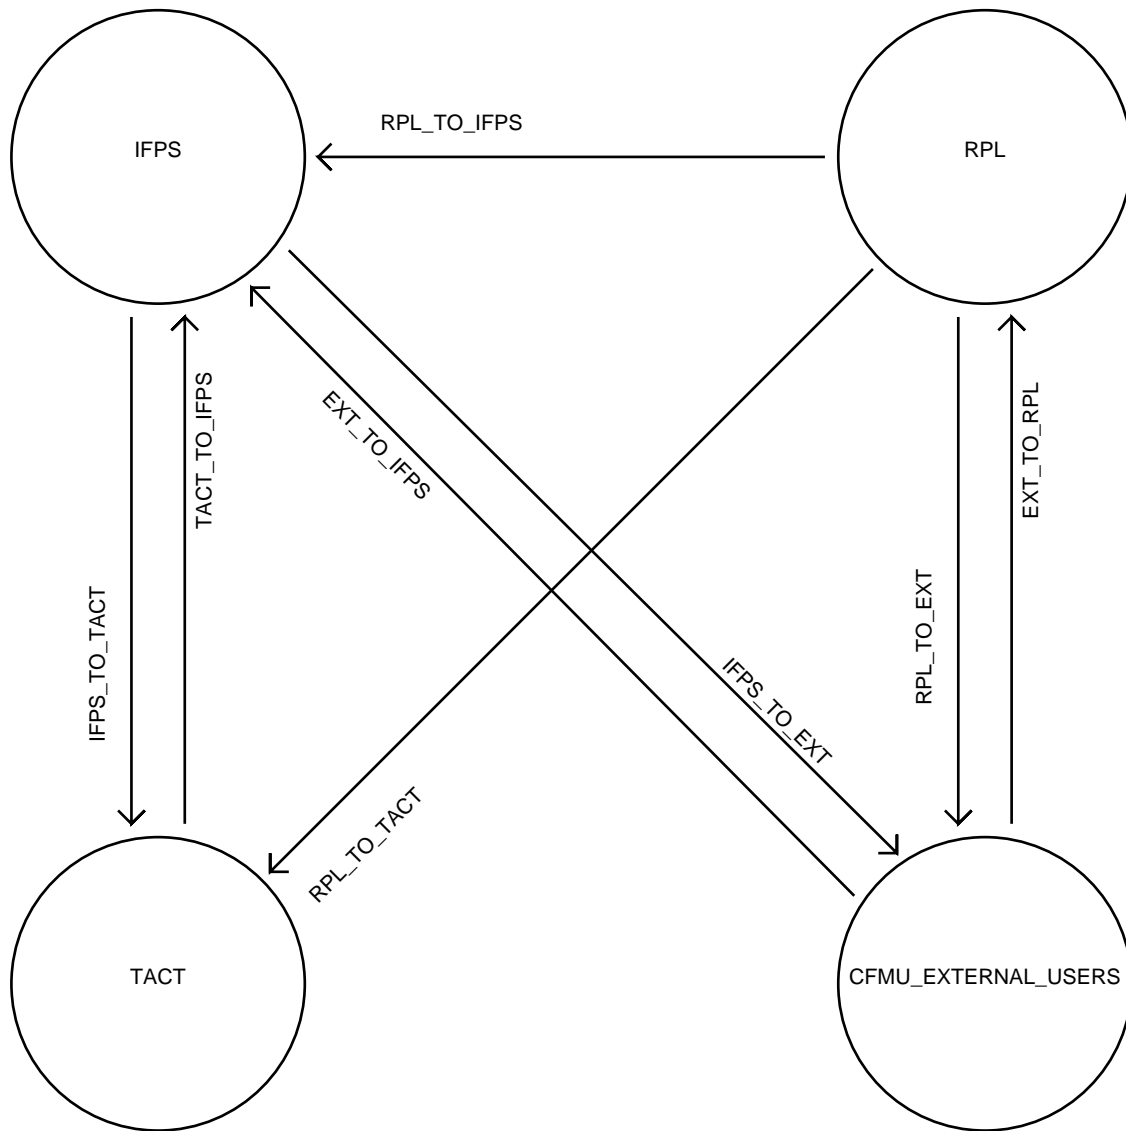 RPL_TO_IFPS
IFPS
RPL
EXT_TO_IFPS
TACT_TO_IFPS
EXT_TO_RPL
IFPS_TO_TACT
RPL_TO_EXT
IFPS_TO_EXT
RPL_TO_TACT
TACT
CFMU_EXTERNAL_USERS